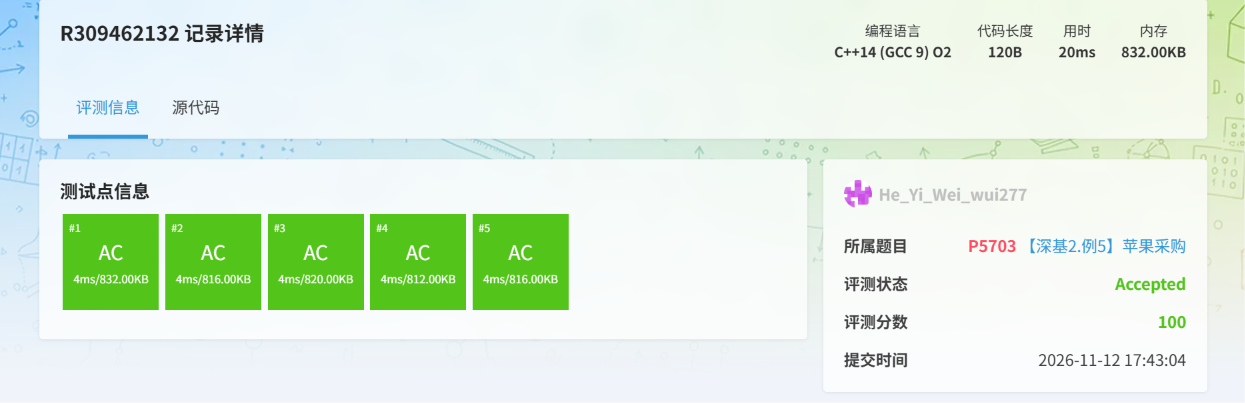 R309462132 记录详情
编程语言 代码长度 用时 内存
C++14 (GCC 9) O2 120B 20ms 832.00KB
评测信息 源代码
测试点信息
#1 #2 #3 #4 #5
AC AC AC AC AC
4ms/832.00KB 4ms/816.00KB 4ms/820.00KB 4ms/812.00KB 4ms/816.00KB
He_Yi_Wei_wui277
所属题目 P5703 【深基2.例5】苹果采购
评测状态 Accepted
评测分数 100
提交时间 2026-11-12 17:43:04